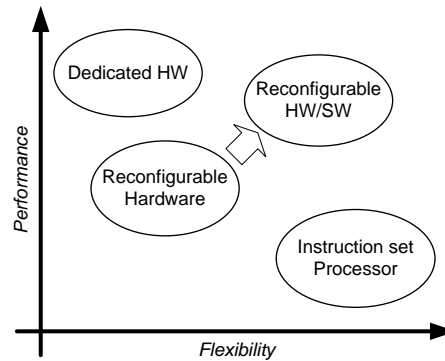 Dedicated HW
Reconfigurable
HW/SW
Reconfigurable
Hardware
Instruction set
Processor
Performance
Flexibility